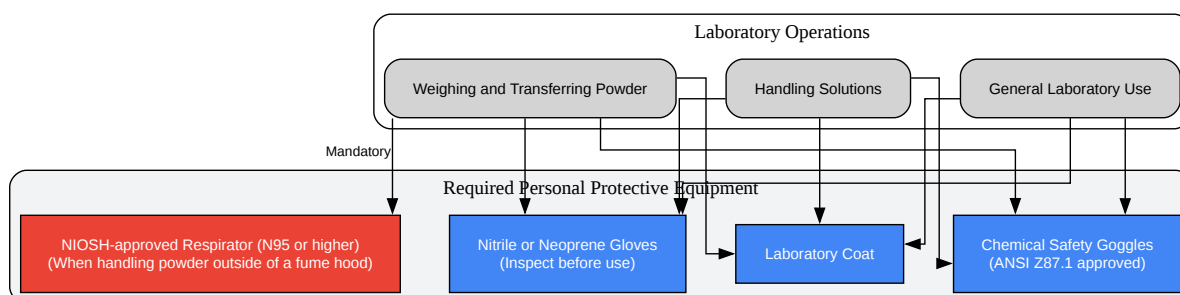 Laboratory Operations
Weighing and Transferring Powder
Handling Solutions
General Laboratory Use
Mandatory
Required Personal Protective Equipment
NIOSH-approved Respirator (N95 or higher)
(When handling powder outside of a fume hood)
Nitrile or Neoprene Gloves
(Inspect before use)
Laboratory Coat
Chemical Safety Goggles
(ANSI Z87.1 approved)